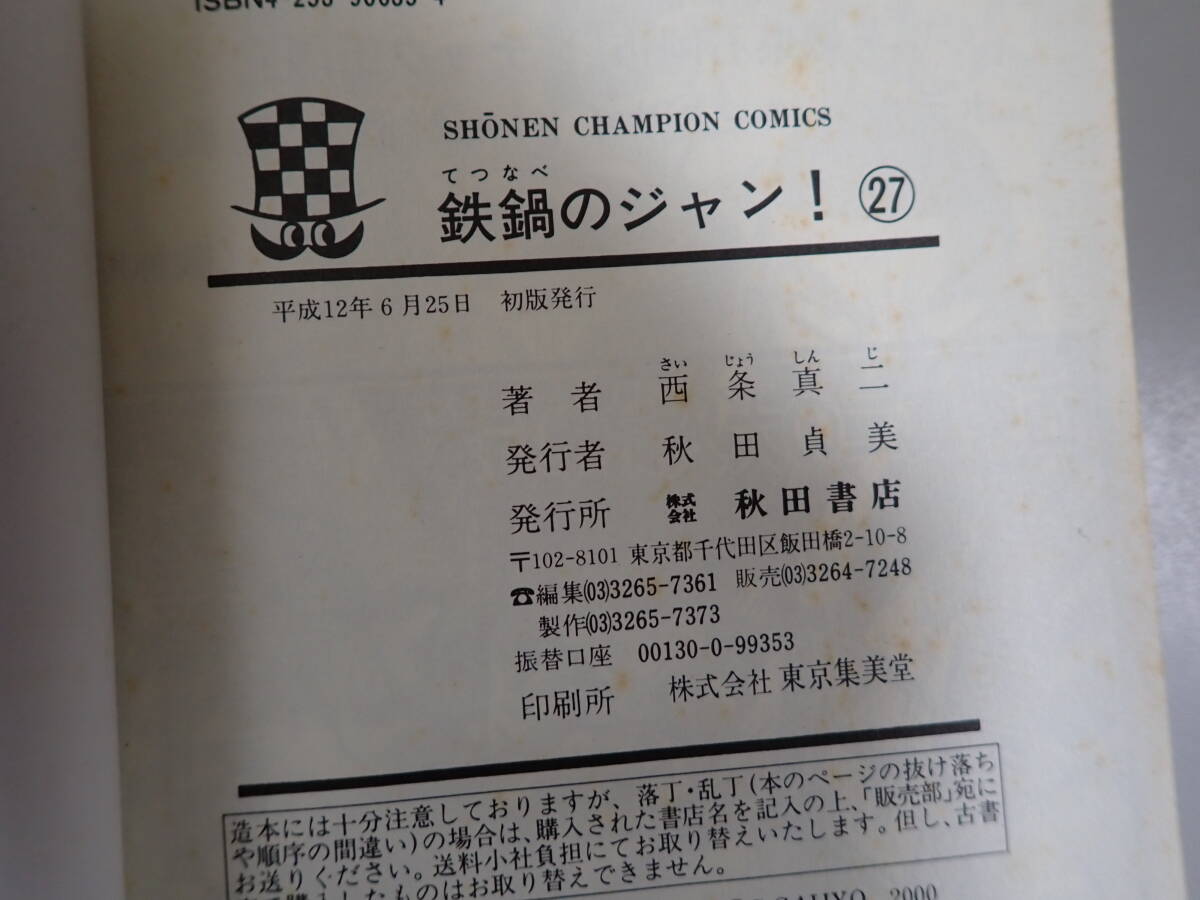 SHŌNEN CHAMPION COMICS
てつなべ
鉄鍋のジャン! ㉗
平成12年6月25日 初版発行
さい じょう しん じ
著者 西条真二
発行者 秋田貞美
発行所 株式会社 秋田書店
〒102-8101 東京都千代田区飯田橋2-10-8
☎編集(03)3265-7361 販売(03)3264-7248
製作(03)3265-7373
振替口座 00130-0-99353
印刷所 株式会社 東京集美堂
造本には十分注意しておりますが、落丁・乱丁(本のページの抜け落ち
や順序の間違い)の場合は、購入された書店名を記入の上、「販売部」宛に
お送りください。送料小社負担にてお取り替えいたします。但し、古書
購入したものはお取り替えできません。
2000